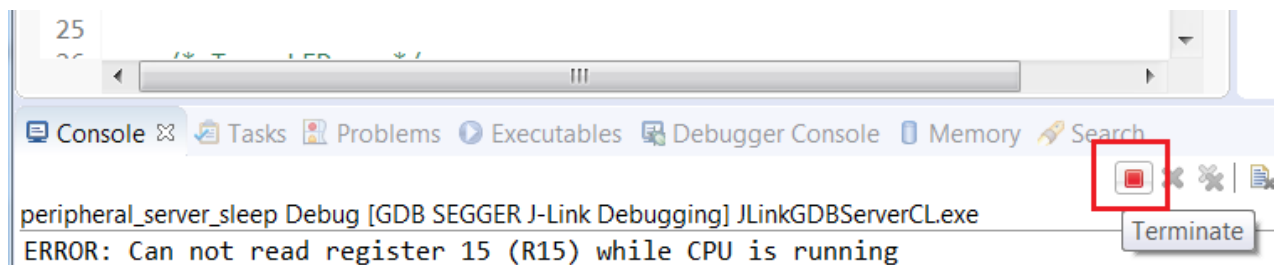 25
Console Tasks Problems Executables Debugger Console Memory Search
peripheral_server_sleep Debug [GDB SEGGER J-Link Debugging] JLinkGDBServerCL.exe
Terminate
ERROR: Can not read register 15 (R15) while CPU is running